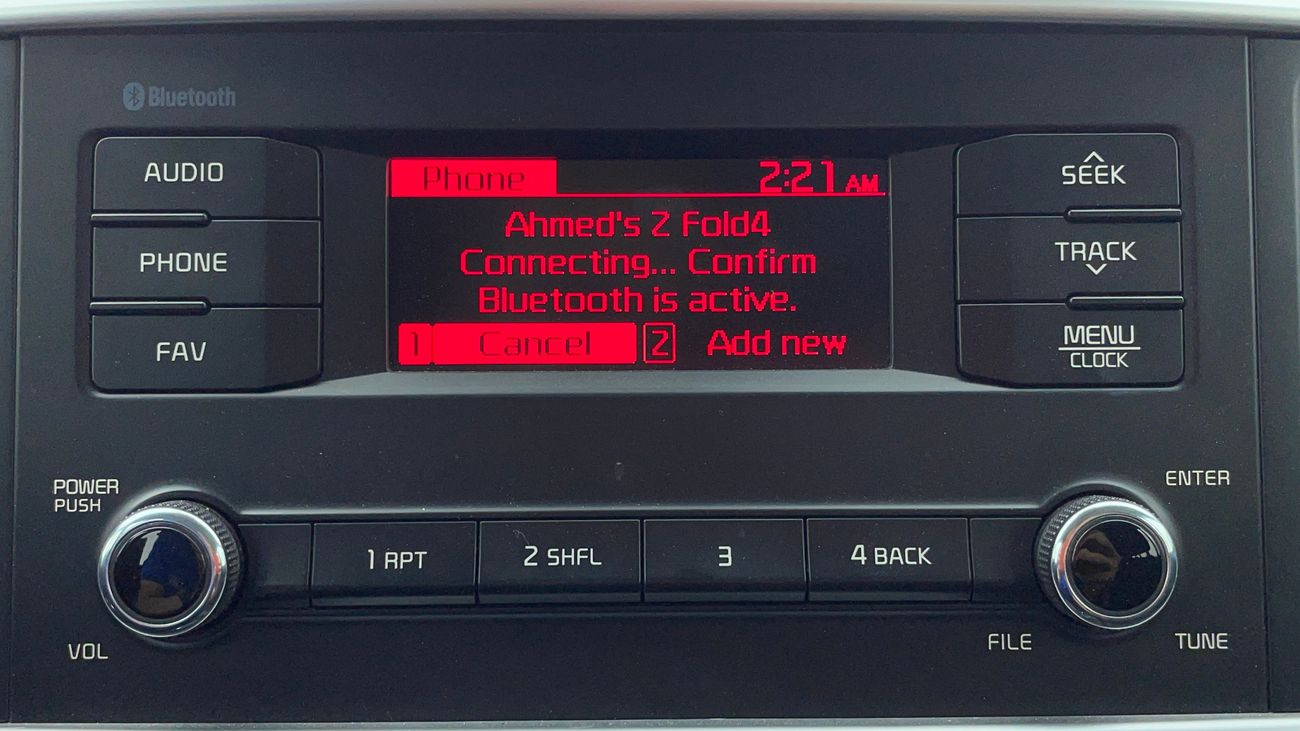 Bluetooth
AUDIO
PHONE
FAV
Phone 2:21 AM
Ahmed's Z Fold4
Connecting... Confirm
Bluetooth is active.
1 Cancel 2 Add new
SEEK
TRACK
MENU
CLOCK
POWER
PUSH
VOL
1 RPT
2 SHFL
3
4 BACK
ENTER
FILE
TUNE